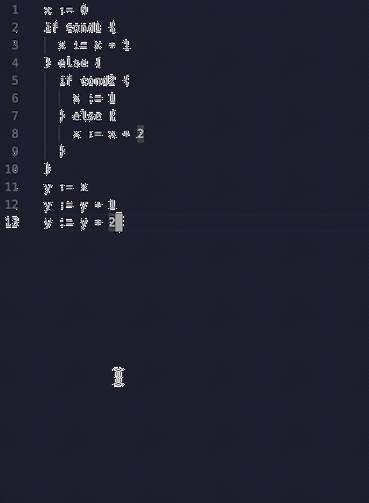 1 x := 0
2 if cond1 {
3 x := x + 1
4 } else {
5 if cond2 {
6 x := 1
7 } else {
8 x := x + 2
9 }
10 }
11 y := x
12 y := y + 1
13 y := y + 2